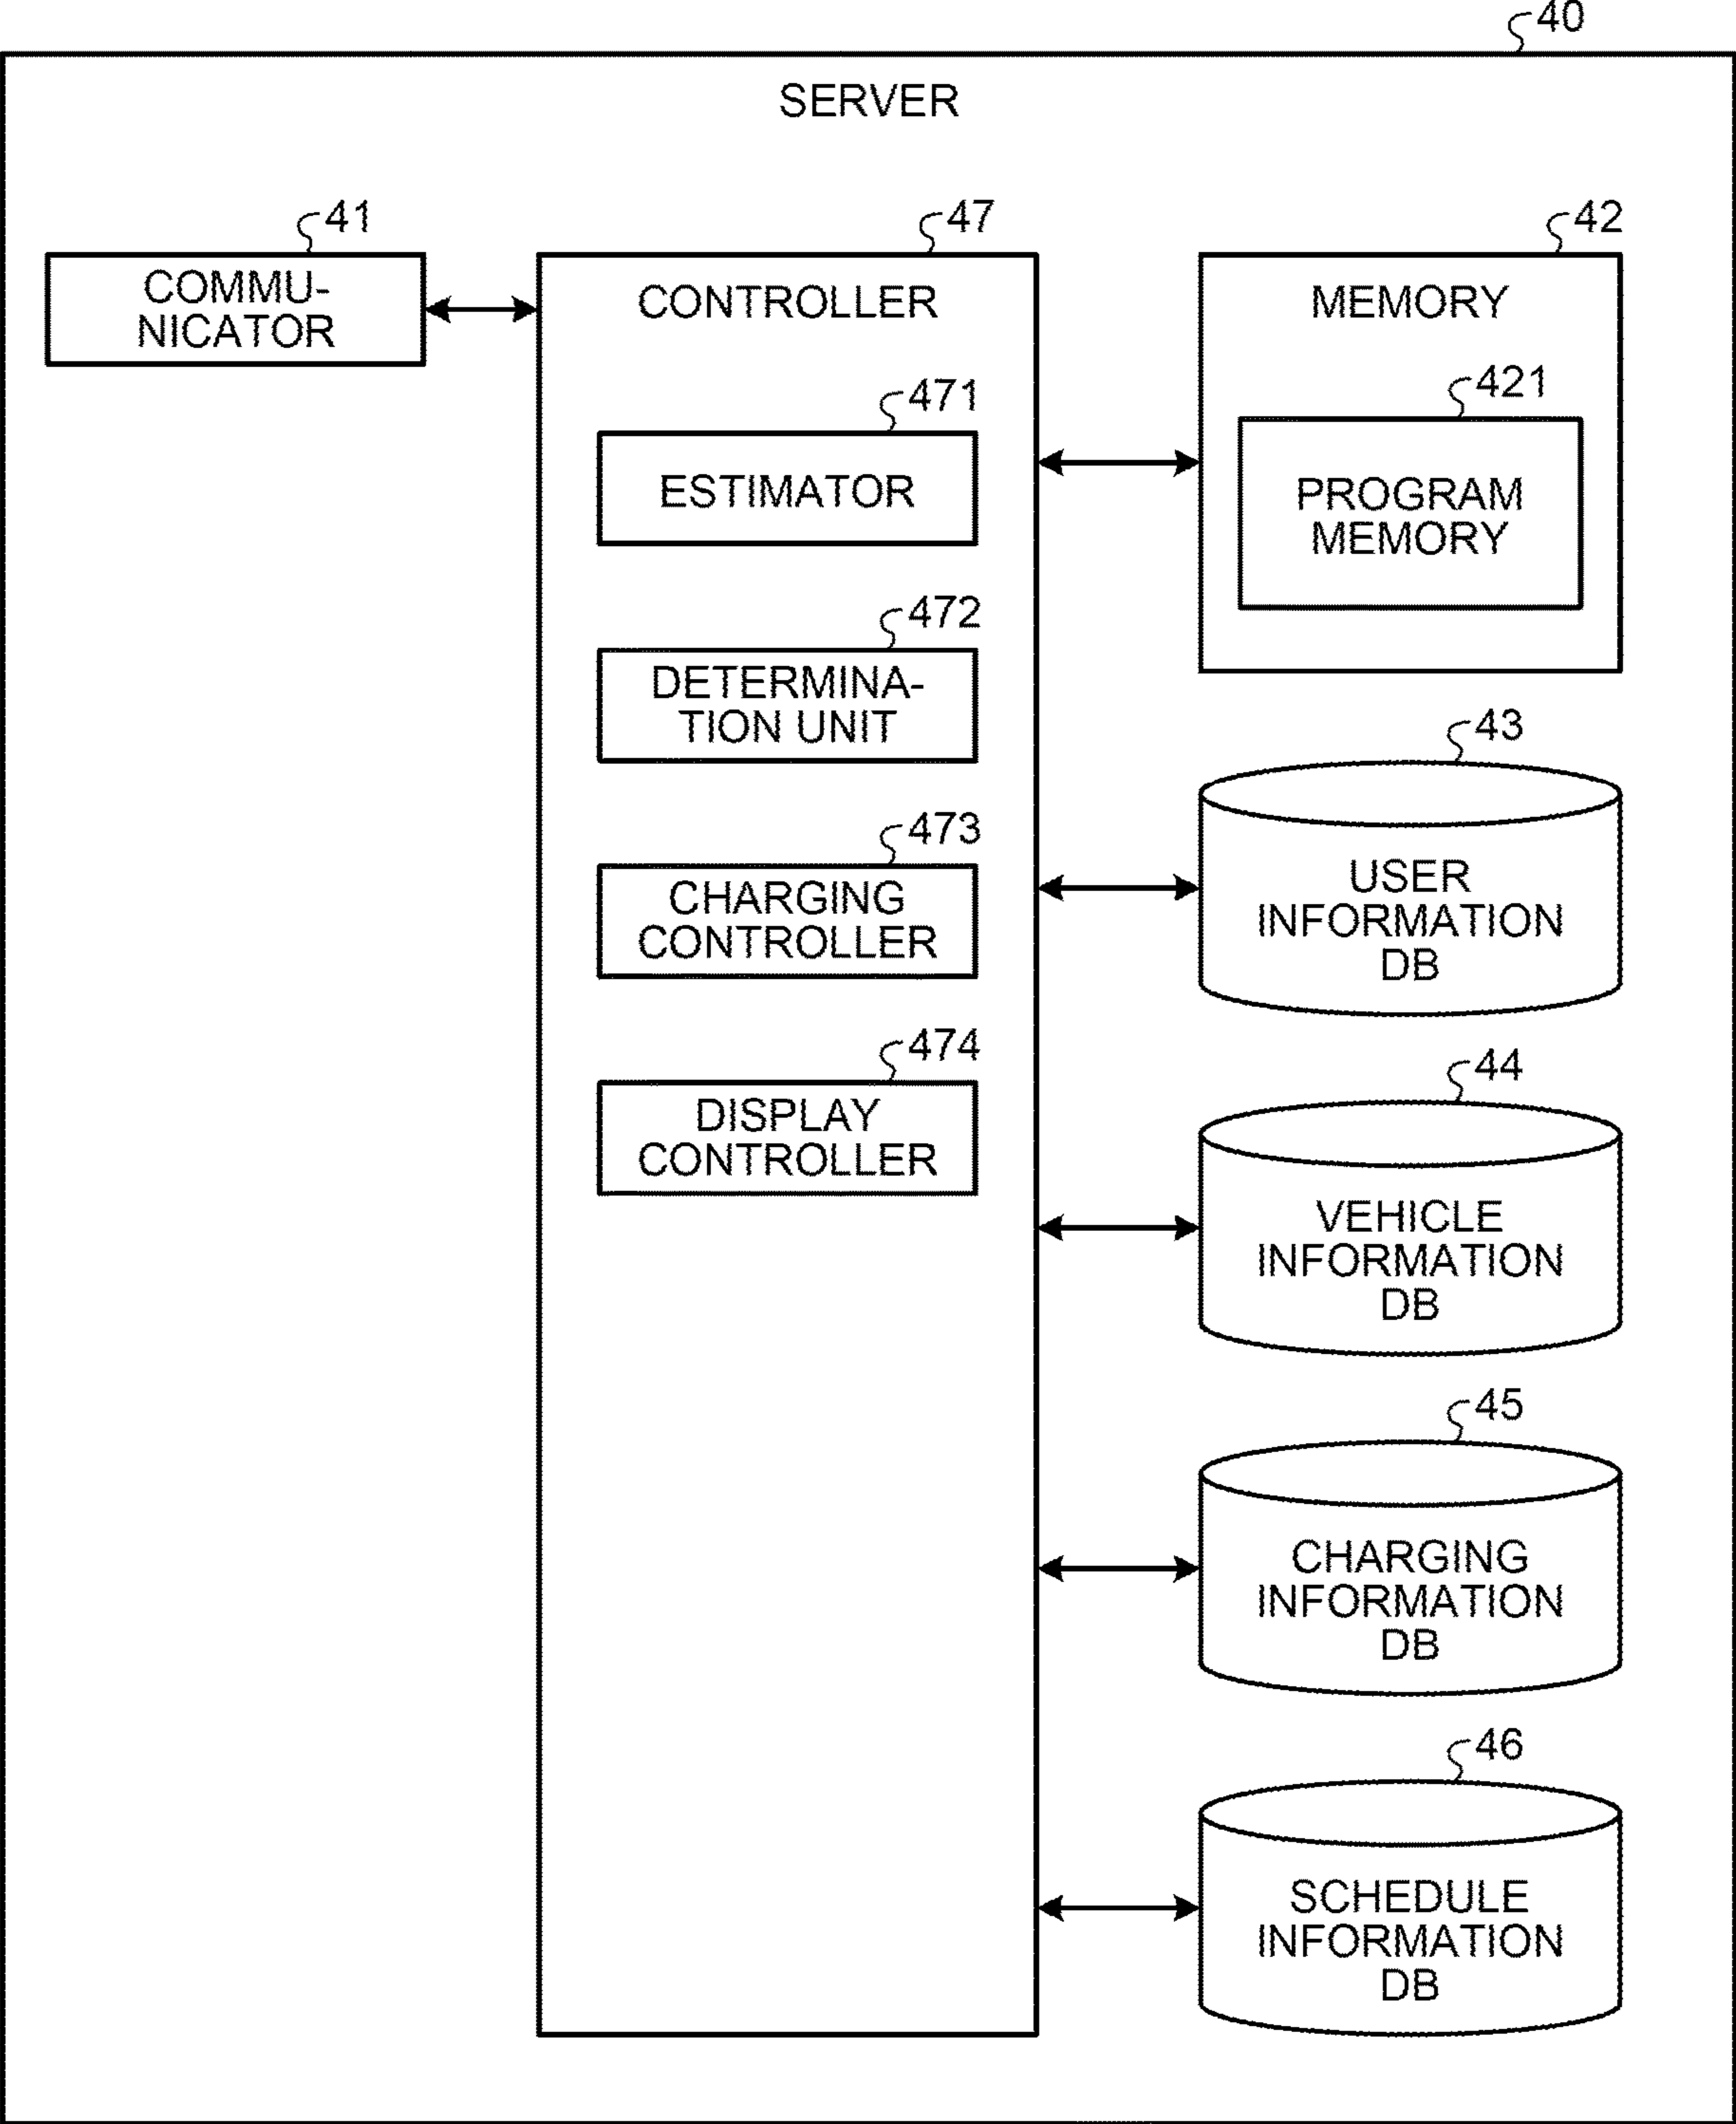 40
SERVER
41
COMMU-
NICATOR
47
CONTROLLER
471
ESTIMATOR
472
DETERMINA-
TION UNIT
473
CHARGING
CONTROLLER
474
DISPLAY
CONTROLLER
42
MEMORY
421
PROGRAM
MEMORY
43
USER
INFORMATION
DB
44
VEHICLE
INFORMATION
DB
45
CHARGING
INFORMATION
DB
46
SCHEDULE
INFORMATION
DB